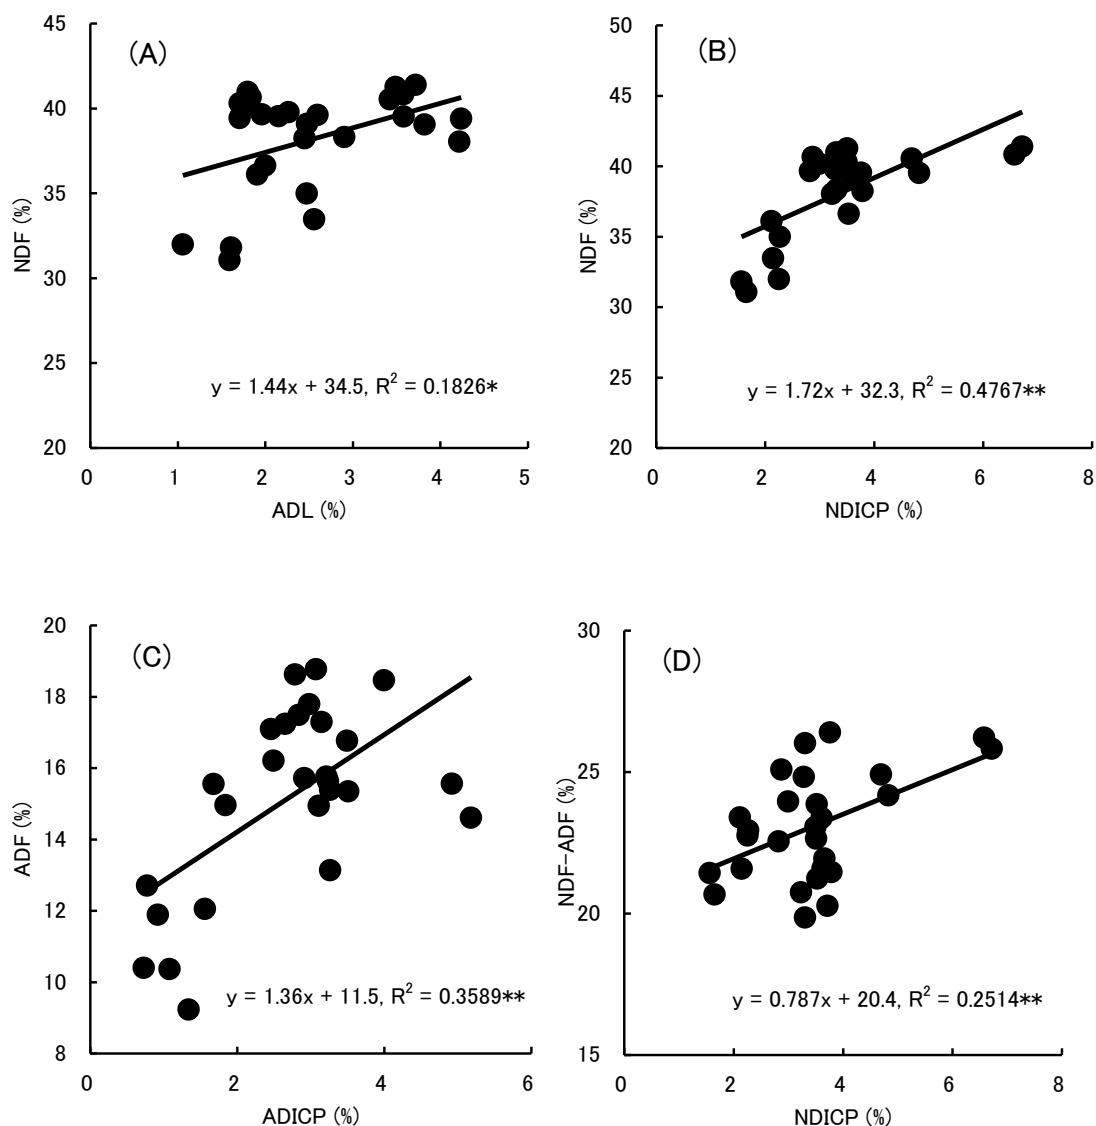 (A)
45
40
35
30
25
20
NDF (%)
y = 1.44x + 34.5, R² = 0.1826*
0 1 2 3 4 5
ADL (%)
(B)
50
45
40
35
30
25
20
NDF (%)
y = 1.72x + 32.3, R² = 0.4767**
0 2 4 6 8
NDICP (%)
(C)
20
18
16
14
12
10
8
ADF (%)
y = 1.36x + 11.5, R² = 0.3589**
0 2 4 6
ADICP (%)
(D)
30
25
20
15
NDF-ADF (%)
y = 0.787x + 20.4, R² = 0.2514**
0 2 4 6 8
NDICP (%)